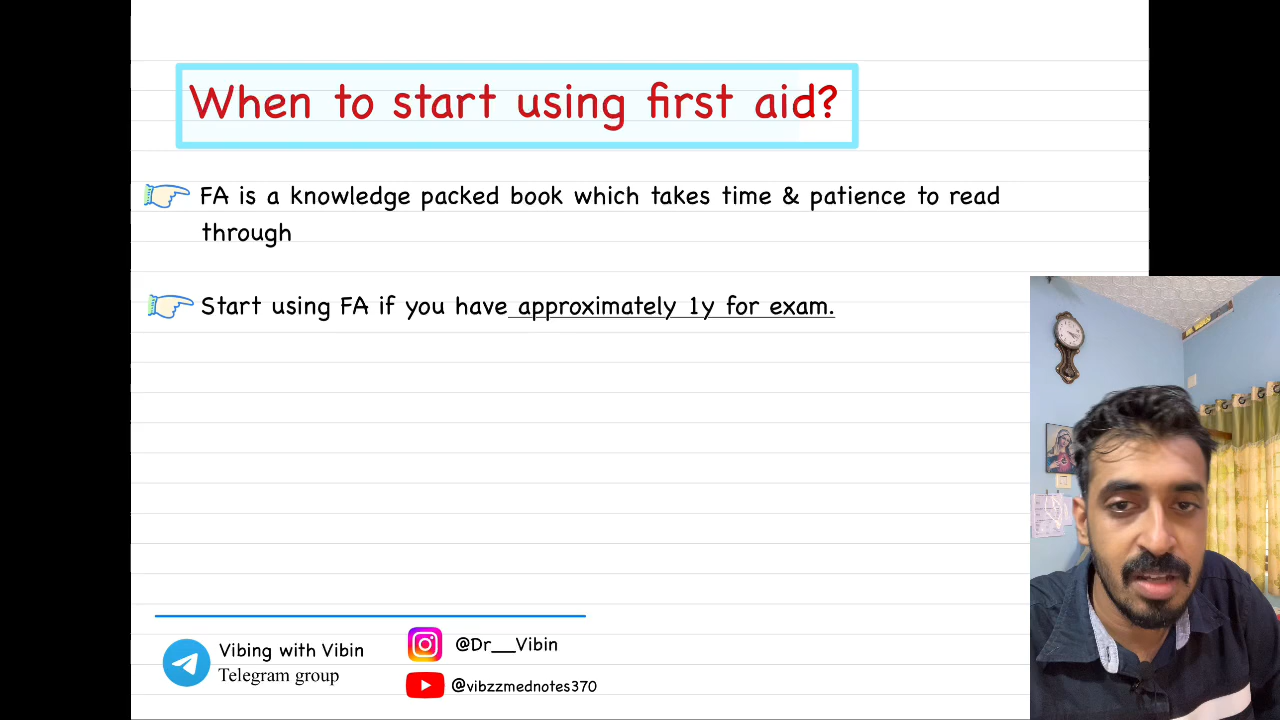 When to start using first aid?
FA is a knowledge packed book which takes time & patience to read
through
Start using FA if you have approximately 1y for exam.
Vibing with Vibin
Telegram group
@Dr__Vibin
@vibzzmednotes370